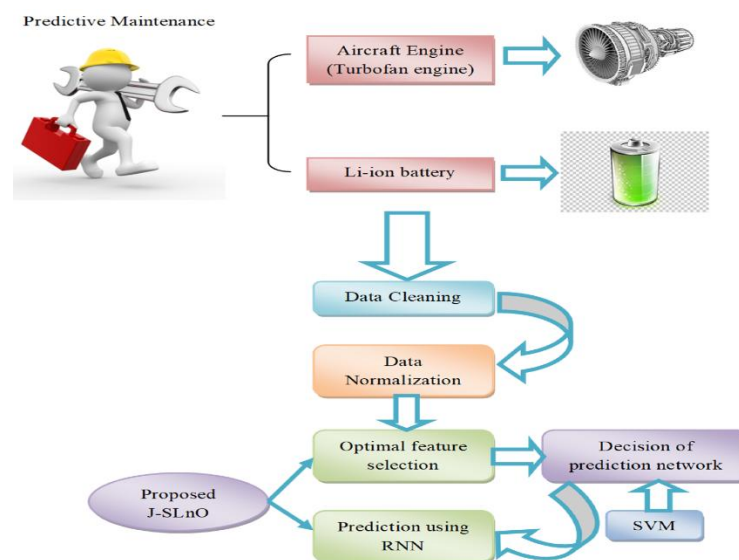 Predictive Maintenance
Aircraft Engine
(Turbofan engine)
Li-ion battery
Data Cleaning
Data
Normalization
Optimal feature
selection
Decision of
prediction network
Proposed
J-SLnO
Prediction using
RNN
SVM